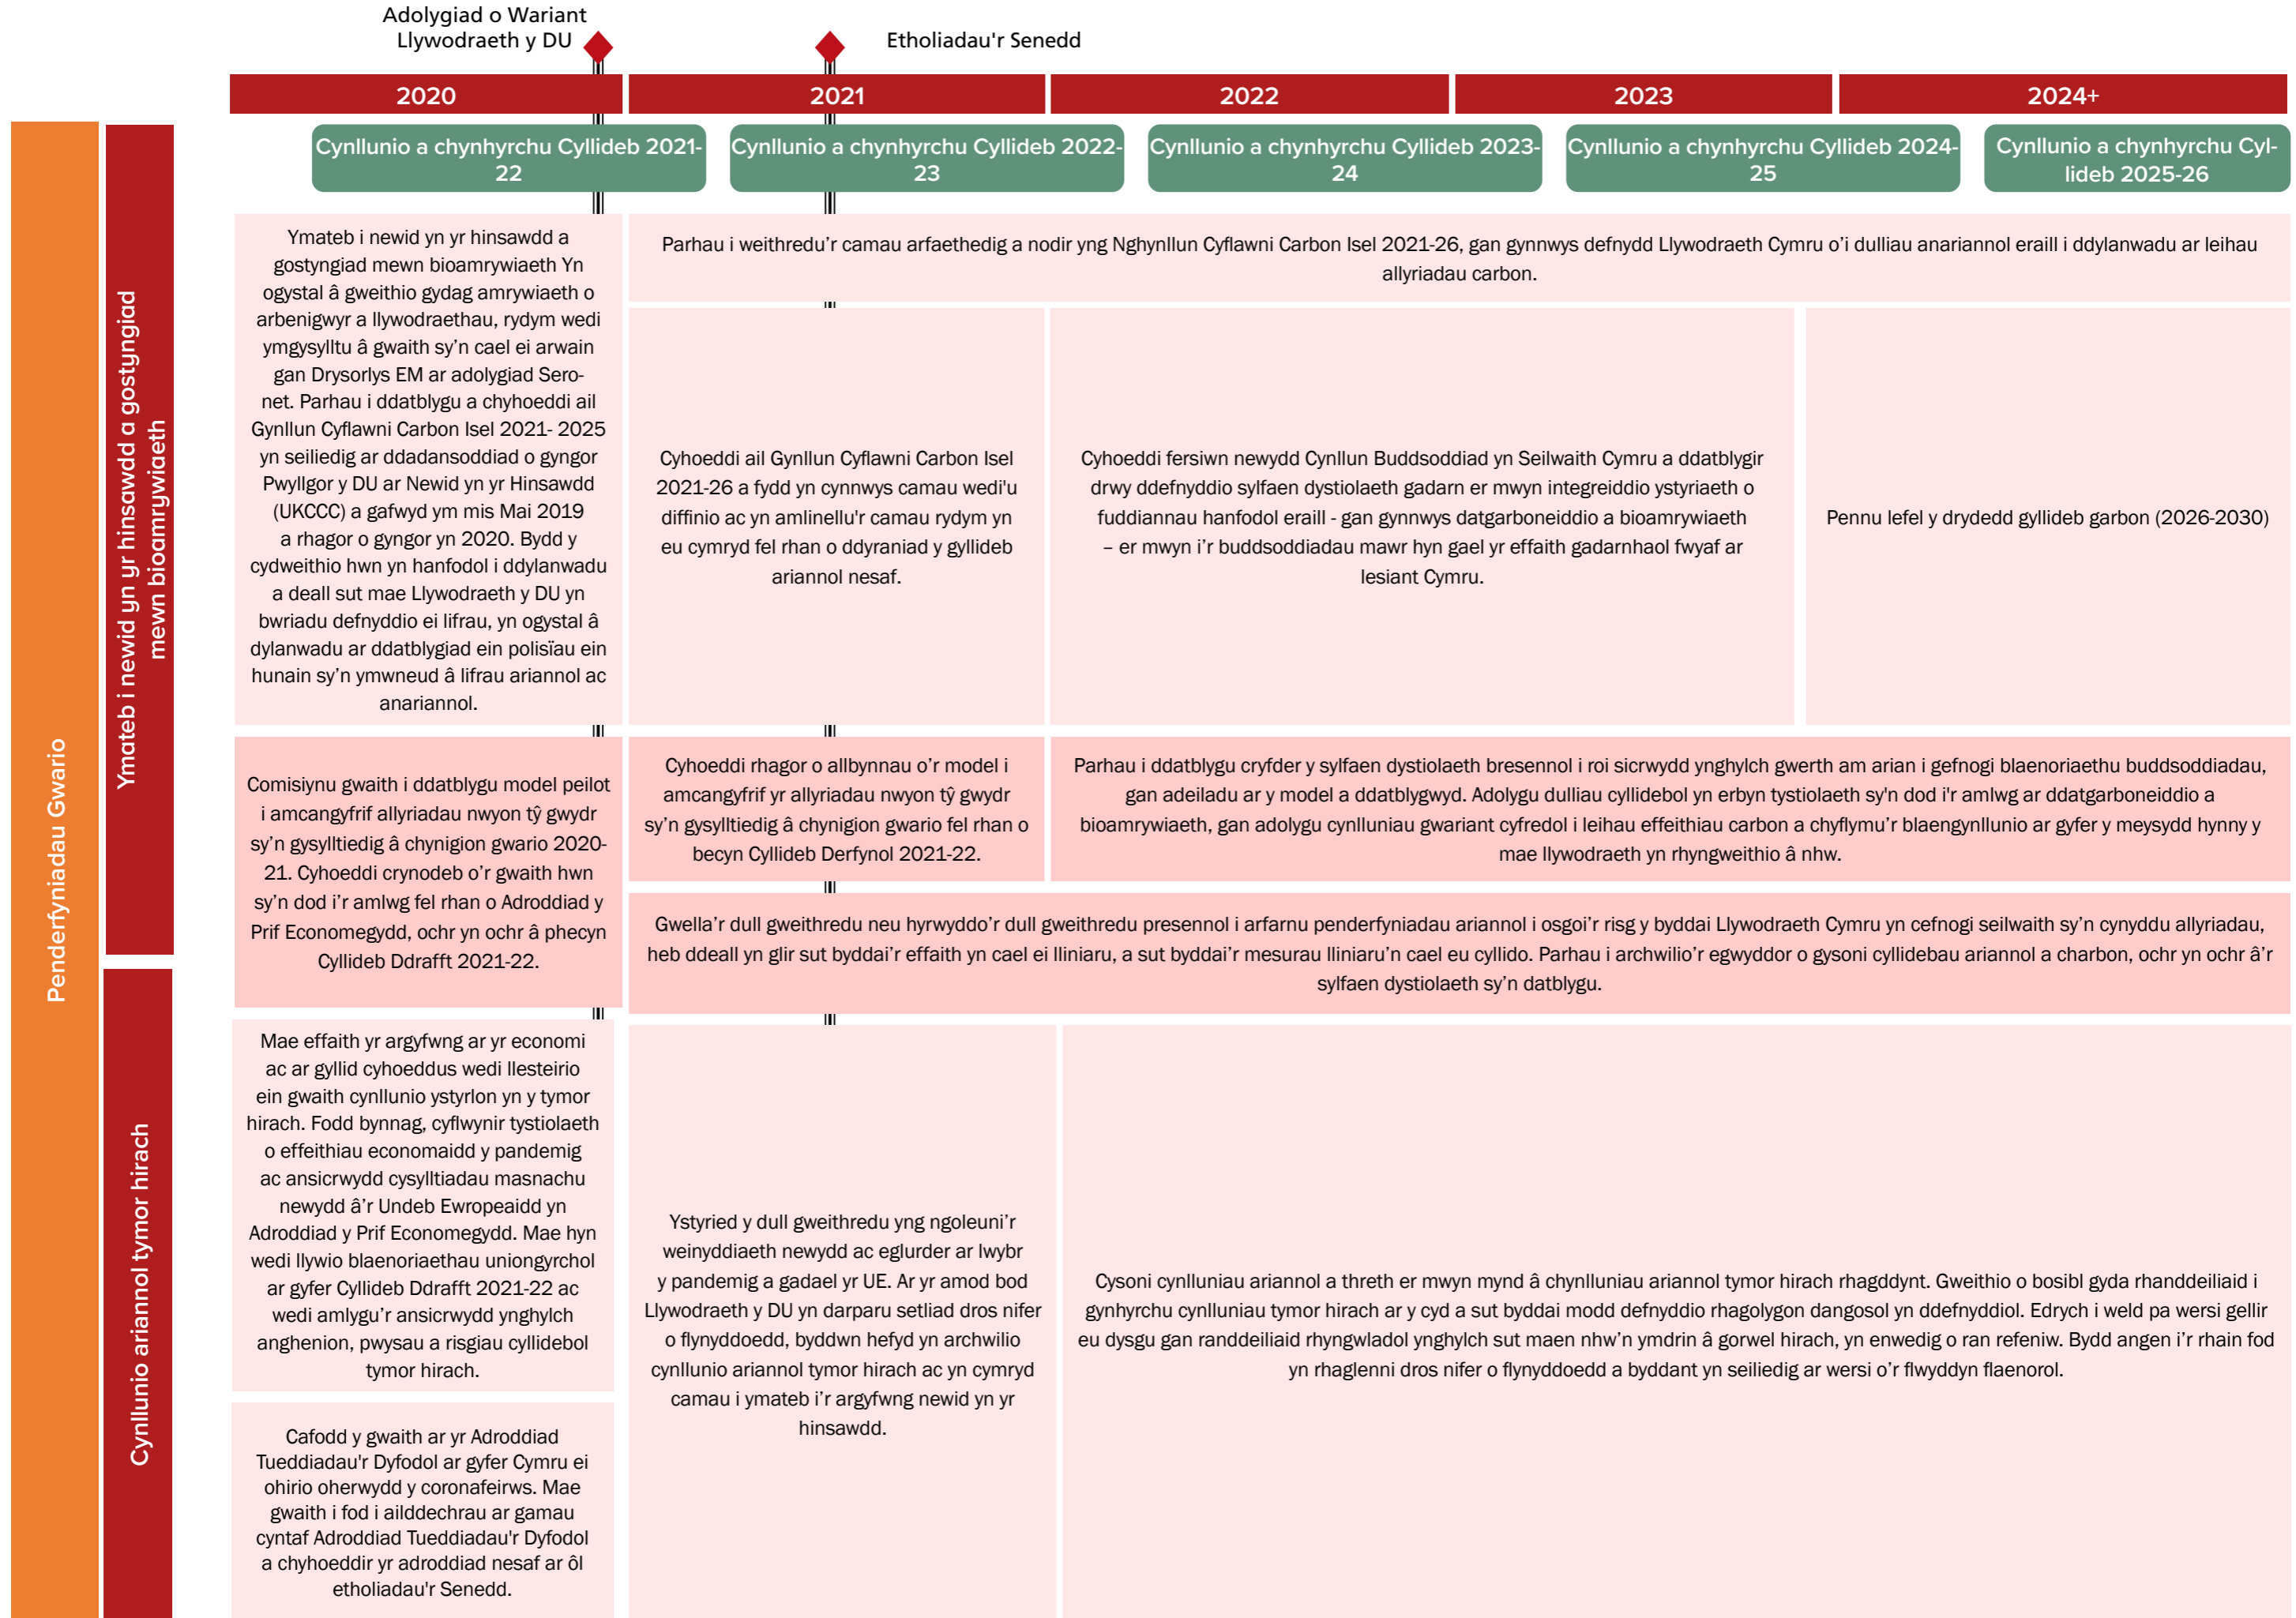 Adolygiad o Wariant
Llywodraeth y DU
Etholiadau'r Senedd
2020
2021
2022
2023
2024+
Cynllunio a chynhyrchu Cyllideb 2021-
22
Cynllunio a chynhyrchu Cyllideb 2022-
23
Cynllunio a chynhyrchu Cyllideb 2023-
24
Cynllunio a chynhyrchu Cyllideb 2024-
25
Cynllunio a chynhyrchu Cyl-
lideb 2025-26
Penderfyniadau Gwario
Ymateb i newid yn yr hinsawdd a gostyngiad
mewn bioamrywiaeth
Ymateb i newid yn yr hinsawdd a
gostyngiad mewn bioamrywiaeth Yn
ogystal â gweithio gydag amrywiaeth o
arbenigwyr a llywodraethau, rydym wedi
ymgysylltu â gwaith sy’n cael ei arwain
gan Drysorlys EM ar adolygiad Sero-
net. Parhau i ddatblygu a chyhoeddi ail
Gynllun Cyflawni Carbon Isel 2021- 2025
yn seiliedig ar ddadansoddiad o gyngor
Pwyllgor y DU ar Newid yn yr Hinsawdd
(UKCCC) a gafwyd ym mis Mai 2019
a rhagor o gyngor yn 2020. Bydd y
cydweithio hwn yn hanfodol i ddylanwadu
a deall sut mae Llywodraeth y DU yn
bwriadu defnyddio ei lifrau, yn ogystal â
dylanwadu ar ddatblygiad ein polisïau ein
hunain sy’n ymwneud â lifrau ariannol ac
anariannol.
Parhau i weithredu’r camau arfaethedig a nodir yng Nghynllun Cyflawni Carbon Isel 2021-26, gan gynnwys defnydd Llywodraeth Cymru o’i dulliau anariannol eraill i ddylanwadu ar leihau
allyriadau carbon.
Cyhoeddi ail Gynllun Cyflawni Carbon Isel
2021-26 a fydd yn cynnwys camau wedi'u
diffinio ac yn amlinellu'r camau rydym yn
eu cymryd fel rhan o ddyraniad y gyllideb
ariannol nesaf.
Cyhoeddi fersiwn newydd Cynllun Buddsoddiad yn Seilwaith Cymru a ddatblygir
drwy ddefnyddio sylfaen dystiolaeth gadarn er mwyn integreiddio ystyriaeth o
fuddiannau hanfodol eraill - gan gynnwys datgarboneiddio a bioamrywiaeth
– er mwyn i’r buddsoddiadau mawr hyn gael yr effaith gadarnhaol fwyaf ar
lesiant Cymru.
Pennu lefel y drydedd gyllideb garbon (2026-2030)
Comisiynu gwaith i ddatblygu model peilot
i amcangyfrif allyriadau nwyon tŷ gwydr
sy’n gysylltiedig â chynigion gwario 2020-
21. Cyhoeddi crynodeb o’r gwaith hwn
sy’n dod i’r amlwg fel rhan o Adroddiad y
Prif Economegydd, ochr yn ochr â phecyn
Cyllideb Ddrafft 2021-22.
Cyhoeddi rhagor o allbynnau o’r model i
amcangyfrif yr allyriadau nwyon tŷ gwydr
sy’n gysylltiedig â chynigion gwario fel rhan o
becyn Cyllideb Derfynol 2021-22.
Parhau i ddatblygu cryfder y sylfaen dystiolaeth bresennol i roi sicrwydd ynghylch gwerth am arian i gefnogi blaenoriaethu buddsoddiadau,
gan adeiladu ar y model a ddatblygwyd. Adolygu dulliau cyllidebol yn erbyn tystiolaeth sy'n dod i'r amlwg ar ddatgarboneiddio a
bioamrywiaeth, gan adolygu cynlluniau gwariant cyfredol i leihau effeithiau carbon a chyflymu’r blaengynllunio ar gyfer y meysydd hynny y
mae llywodraeth yn rhyngweithio â nhw.
Gwella’r dull gweithredu neu hyrwyddo’r dull gweithredu presennol i arfarnu penderfyniadau ariannol i osgoi’r risg y byddai Llywodraeth Cymru yn cefnogi seilwaith sy’n cynyddu allyriadau,
heb ddeall yn glir sut byddai’r effaith yn cael ei lliniaru, a sut byddai’r mesurau lliniaru’n cael eu cyllido. Parhau i archwilio’r egwyddor o gysoni cyllidebau ariannol a charbon, ochr yn ochr â’r
sylfaen dystiolaeth sy’n datblygu.
Cynllunio ariannol tymor hirach
Mae effaith yr argyfwng ar yr economi
ac ar gyllid cyhoeddus wedi llesteirio
ein gwaith cynllunio ystyrlon yn y tymor
hirach. Fodd bynnag, cyflwynir tystiolaeth
o effeithiau economaidd y pandemig
ac ansicrwydd cysylltiadau masnachu
newydd â’r Undeb Ewropeaidd yn
Adroddiad y Prif Economegydd. Mae hyn
wedi llywio blaenoriaethau uniongyrchol
ar gyfer Cyllideb Ddrafft 2021-22 ac
wedi amlygu’r ansicrwydd ynghylch
anghenion, pwysau a risgiau cyllidebol
tymor hirach.
Cafodd y gwaith ar yr Adroddiad
Tueddiadau'r Dyfodol ar gyfer Cymru ei
ohirio oherwydd y coronafeirws. Mae
gwaith i fod i ailddechrau ar gamau
cyntaf Adroddiad Tueddiadau'r Dyfodol
a chyhoeddir yr adroddiad nesaf ar ôl
etholiadau'r Senedd.
Ystyried y dull gweithredu yng ngoleuni’r
weinyddiaeth newydd ac eglurder ar lwybr
y pandemig a gadael yr UE. Ar yr amod bod
Llywodraeth y DU yn darparu setliad dros nifer
o flynyddoedd, byddwn hefyd yn archwilio
cynllunio ariannol tymor hirach ac yn cymryd
camau i ymateb i’r argyfwng newid yn yr
hinsawdd.
Cysoni cynlluniau ariannol a threth er mwyn mynd â chynlluniau ariannol tymor hirach rhagddynt. Gweithio o bosibl gyda rhanddeiliaid i
gynhyrchu cynlluniau tymor hirach ar y cyd a sut byddai modd defnyddio rhagolygon dangosol yn ddefnyddiol. Edrych i weld pa wersi gellir
eu dysgu gan randdeiliaid rhyngwladol ynghylch sut maen nhw’n ymdrin â gorwel hirach, yn enwedig o ran refeniw. Bydd angen i’r rhain fod
yn rhaglenni dros nifer o flynyddoedd a byddant yn seiliedig ar wersi o’r flwyddyn flaenorol.